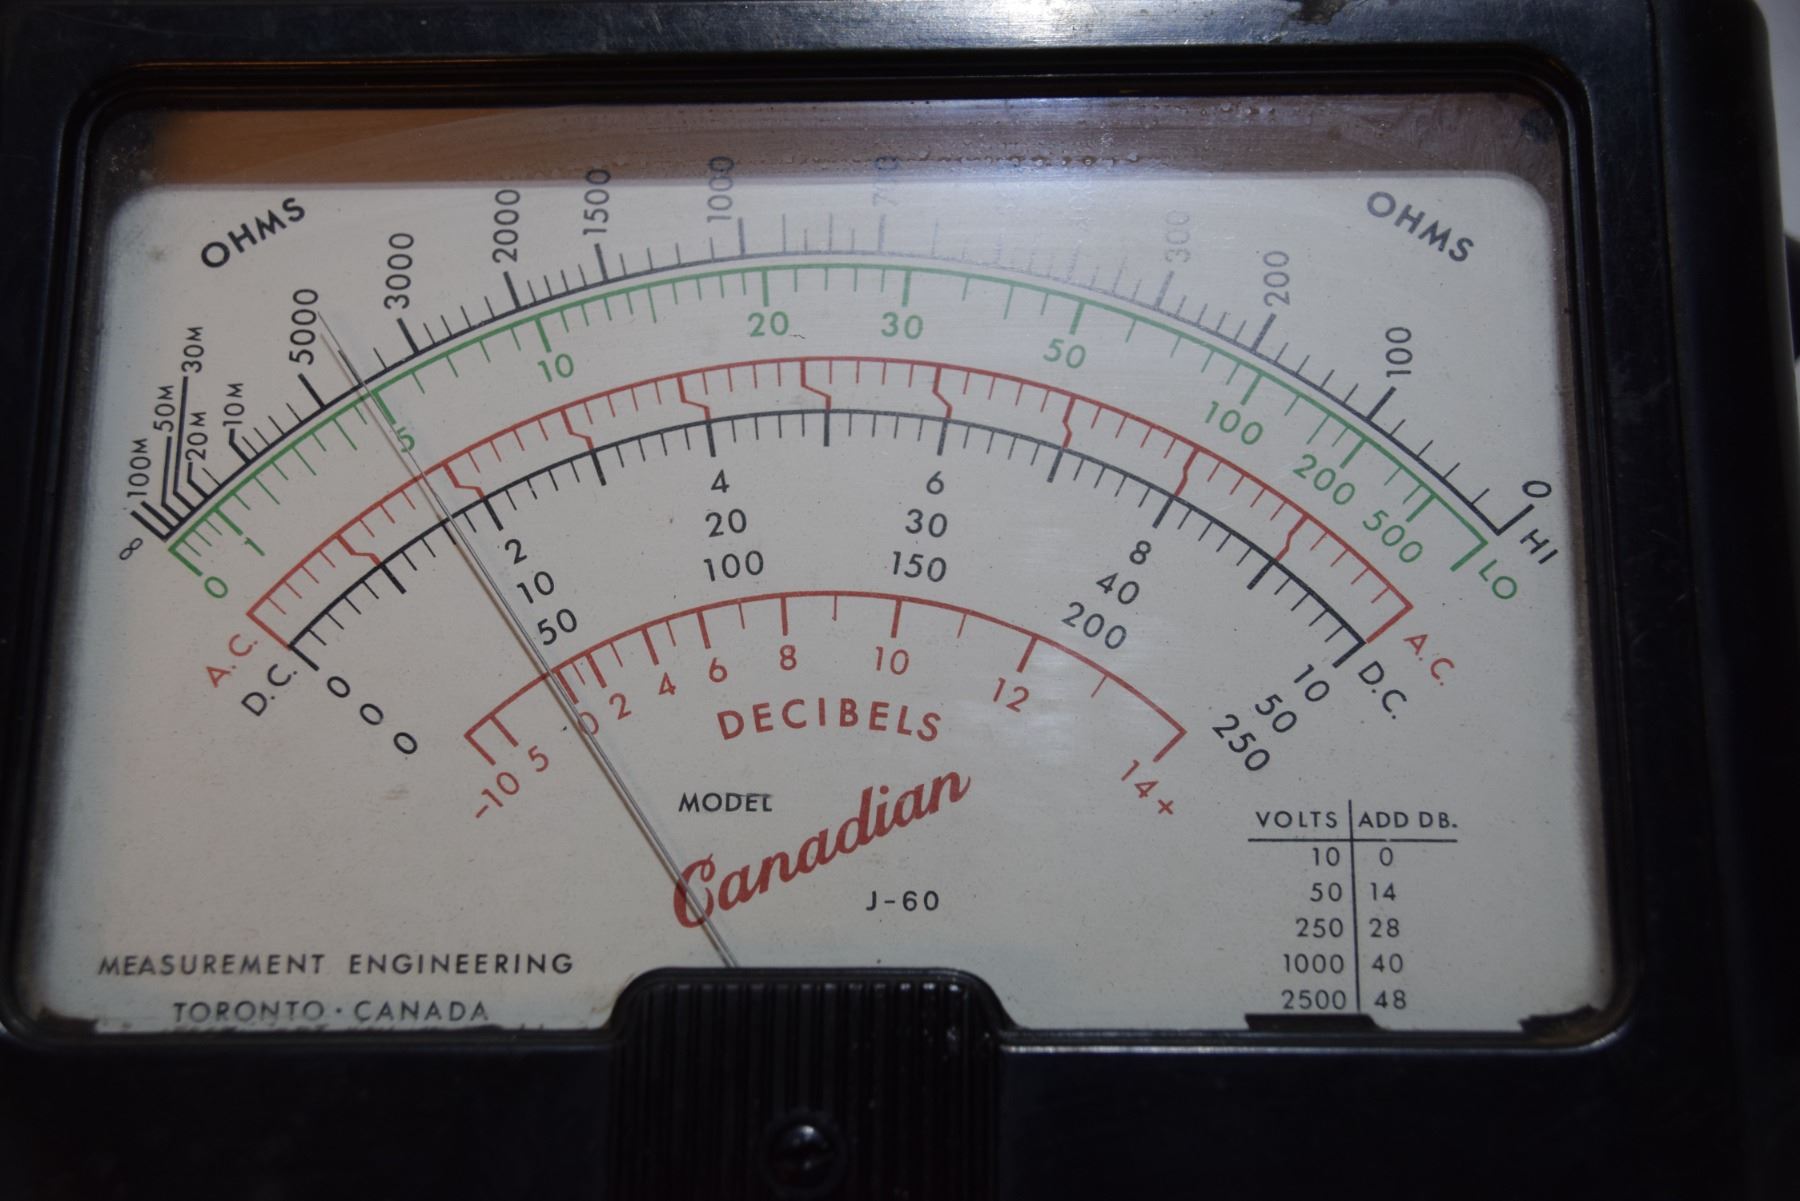 OHMS
OHMS
∞ 100M 50M 30M 20M 10M 5000 3000 2000 1500 1000 300 200 100 0 HI
0 1 5 10 20 30 50 100 200 500 LO
A.C. A.C.
D.C. D.C.
0 2 4 6 8 10
0 10 20 30 40 50
0 50 100 150 200 250
-10 5 0 2 4 6 8 10 12 14+
DECIBELS
MODEL
Canadian
J-60
MEASUREMENT ENGINEERING
TORONTO · CANADA
VOLTS ADD DB.
10 0
50 14
250 28
1000 40
2500 48